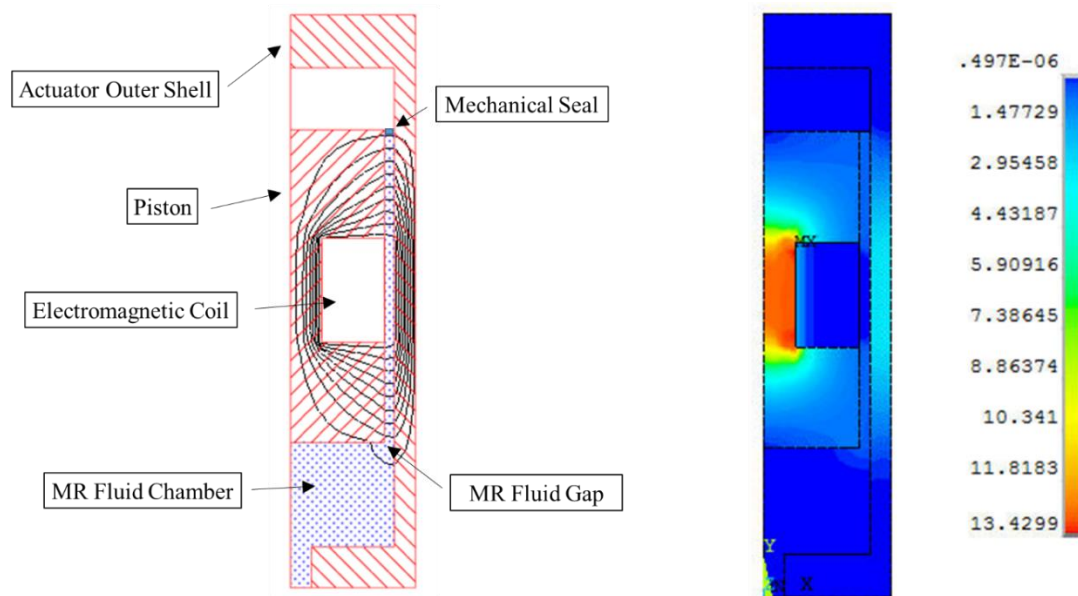 Actuator Outer Shell
Mechanical Seal
Piston
Electromagnetic Coil
MR Fluid Chamber
MR Fluid Gap
.497E-06
1.47729
2.95458
4.43187
5.90916
7.38645
8.86374
10.341
11.8183
13.4299
MX
Y
X